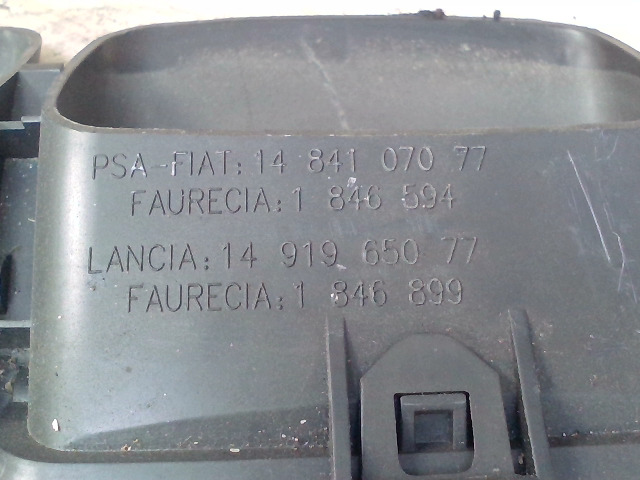 PSA-FIAT: 14 841 070 77
FAURECIA: 1 846 594
LANCIA: 14 919 650 77
FAURECIA: 1 846 899